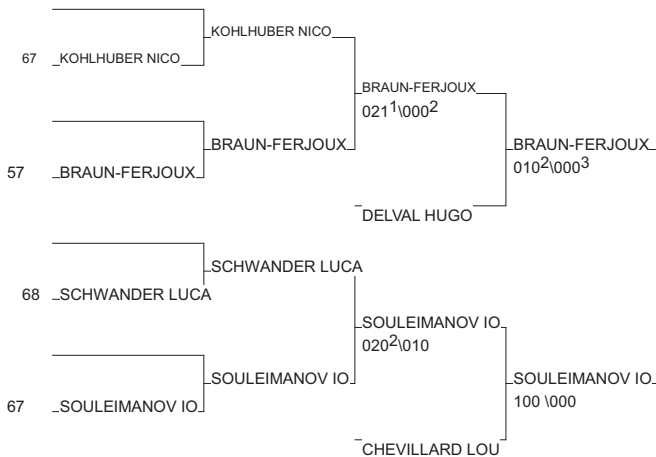 KOHLHUBER NICO
67 KOHLHUBER NICO
BRAUN-FERJOUX
021¹\000²
BRAUN-FERJOUX
BRAUN-FERJOUX
010²\000³
57 BRAUN-FERJOUX
DELVAL HUGO
SCHWANDER LUCA
68 SCHWANDER LUCA
SOULEIMANOV IO
020²\010
SOULEIMANOV IO
SOULEIMANOV IO
100 \000
67 SOULEIMANOV IO
CHEVILLARD LOU